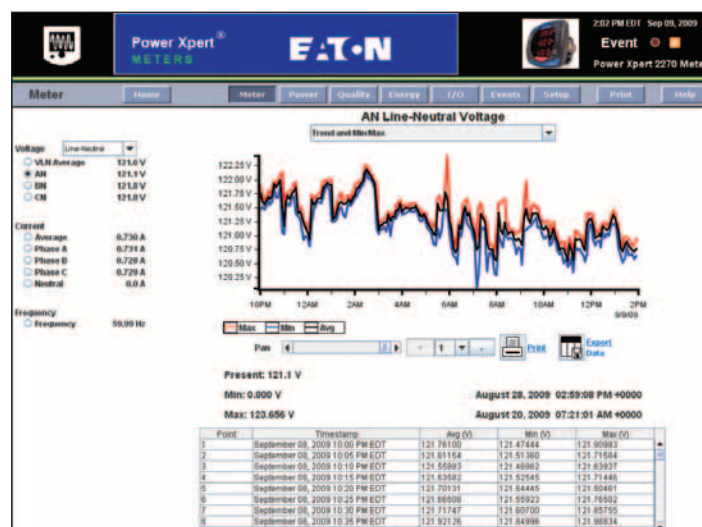 2:02 PM EDT Sep 09, 2009
Power Xpert®
METERS
EATON
Event
Power Xpert 2270 Mete
Meter
Home
Meter Power Quality Energy I/O Events Setup Print Help
AN Line-Neutral Voltage
Trend and Min/Max
Voltage Line-Neutral
VLN Average 121.6 V
AN 121.1 V
BN 121.8 V
CN 121.8 V
Current
Average 0.730 A
Phase A 0.731 A
Phase B 0.728 A
Phase C 0.729 A
Neutral 0.0 A
Frequency
Frequency 59.99 Hz
122.25 V
122.00 V
121.75 V
121.50 V
121.25 V
121.00 V
120.75 V
120.50 V
120.25 V
10PM 12AM 2AM 4AM 6AM 8AM 10AM 12PM 2PM
9/9/09
Max Min Avg
Pan 1 Print Export Data
Present: 121.1 V
Min: 0.000 V August 28, 2009 02:59:08 PM +0000
Max: 123.656 V August 20, 2009 07:21:01 AM +0000
Point Timestamp Avg (V) Min (V) Max (V)
1 September 08, 2009 10:00 PM EDT 121.78100 121.47444 121.90983
2 September 08, 2009 10:05 PM EDT 121.61154 121.51360 121.71584
3 September 08, 2009 10:10 PM EDT 121.55883 121.46982 121.63927
4 September 08, 2009 10:15 PM EDT 121.63582 121.52545 121.71446
5 September 08, 2009 10:20 PM EDT 121.70131 121.64445 121.80461
6 September 08, 2009 10:25 PM EDT 121.66508 121.55923 121.76502
7 September 08, 2009 10:30 PM EDT 121.71747 121.60700 121.85755
8 September 08, 2009 10:35 PM EDT 121.92126 121.84998 121.98834